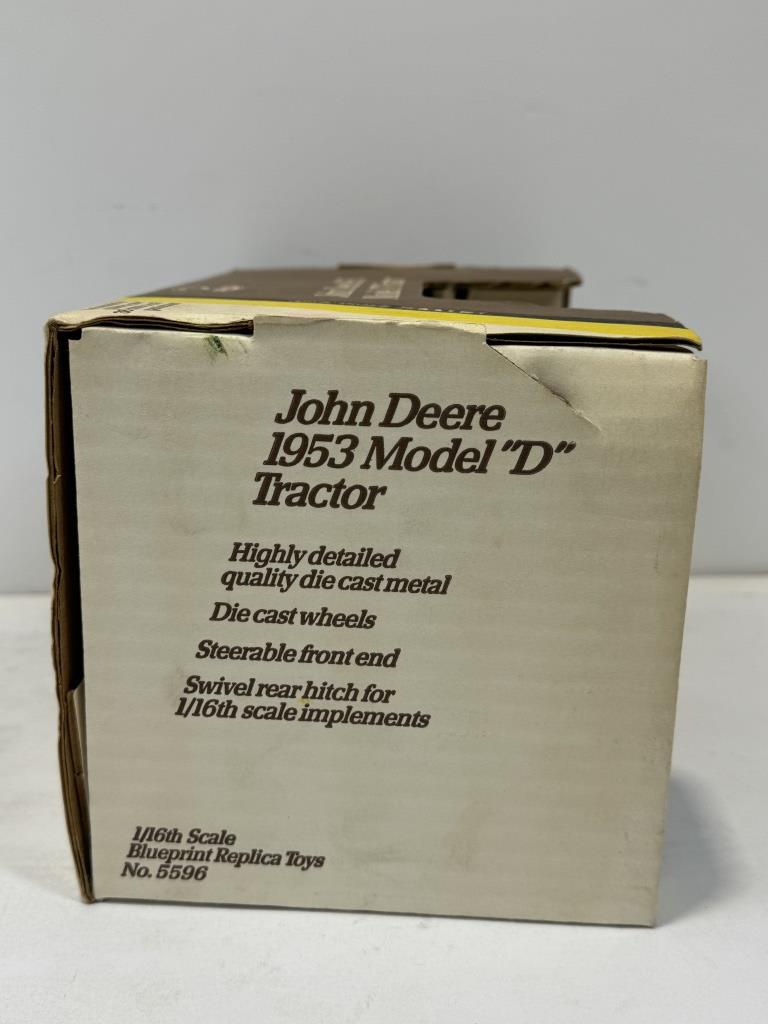 John Deere
1953 Model "D"
Tractor
Highly detailed
quality die cast metal
Die cast wheels
Steerable front end
Swivel rear hitch for
1/16th scale implements
1/16th Scale
Blueprint Replica Toys
No. 5596